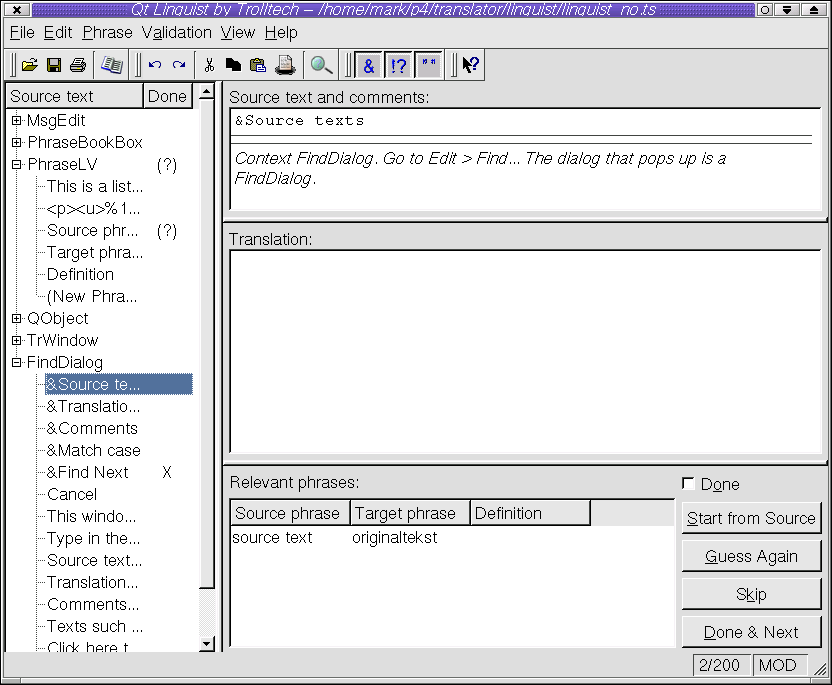 Qt Linguist by Trolltech – /home/mark/p4/translator/linguist/linguist_no.ts
File Edit Phrase Validation View Help
& !? " " ?
Source text Done
MsgEdit
PhraseBookBox
PhraseLV (?)
This is a list...
<p><u>%1...
Source phr... (?)
Target phra...
Definition
(New Phra...
QObject
TrWindow
FindDialog
&Source te...
&Translatio...
&Comments
&Match case
&Find Next X
Cancel
This windo...
Type in the...
Source text...
Translation...
Comments...
Texts such ...
Click here t...
Source text and comments:
&Source texts
Context FindDialog. Go to Edit > Find... The dialog that pops up is a
FindDialog.
Translation:
Relevant phrases:
Source phrase Target phrase Definition
source text originaltekst
Done
Start from Source
Guess Again
Skip
Done & Next
2/200 MOD